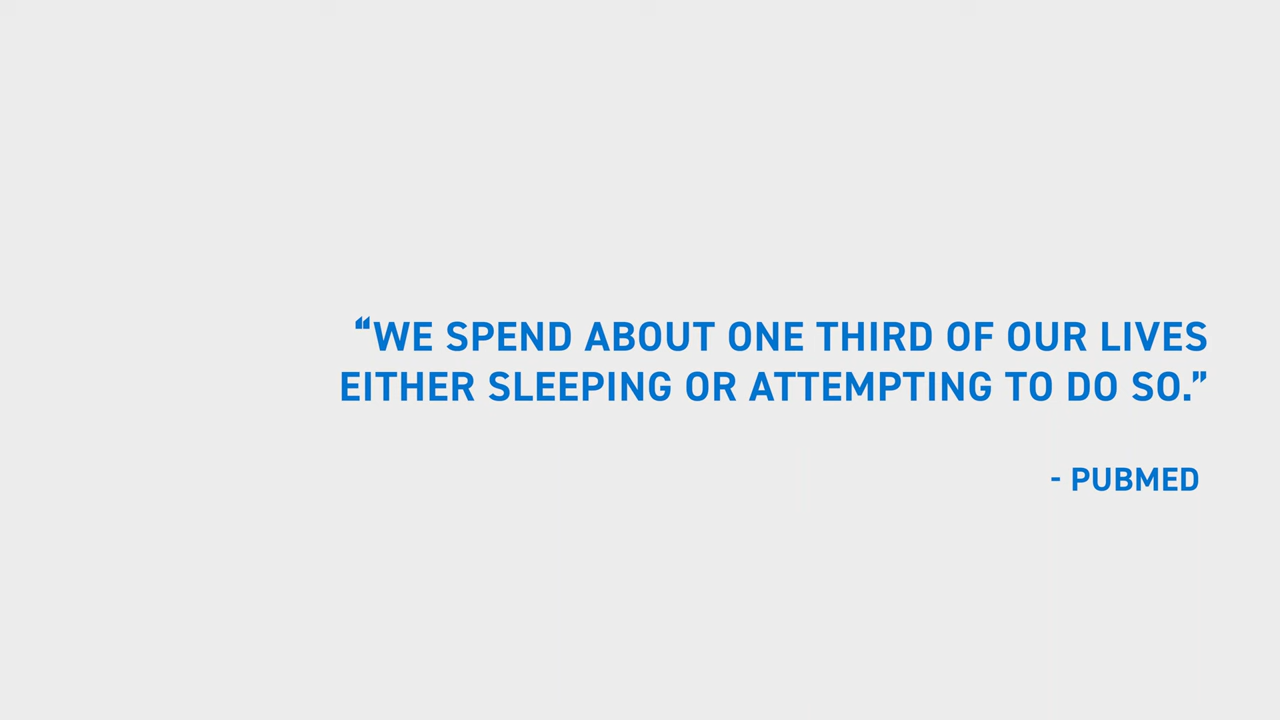 “WE SPEND ABOUT ONE THIRD OF OUR LIVES
EITHER SLEEPING OR ATTEMPTING TO DO SO.”
- PUBMED